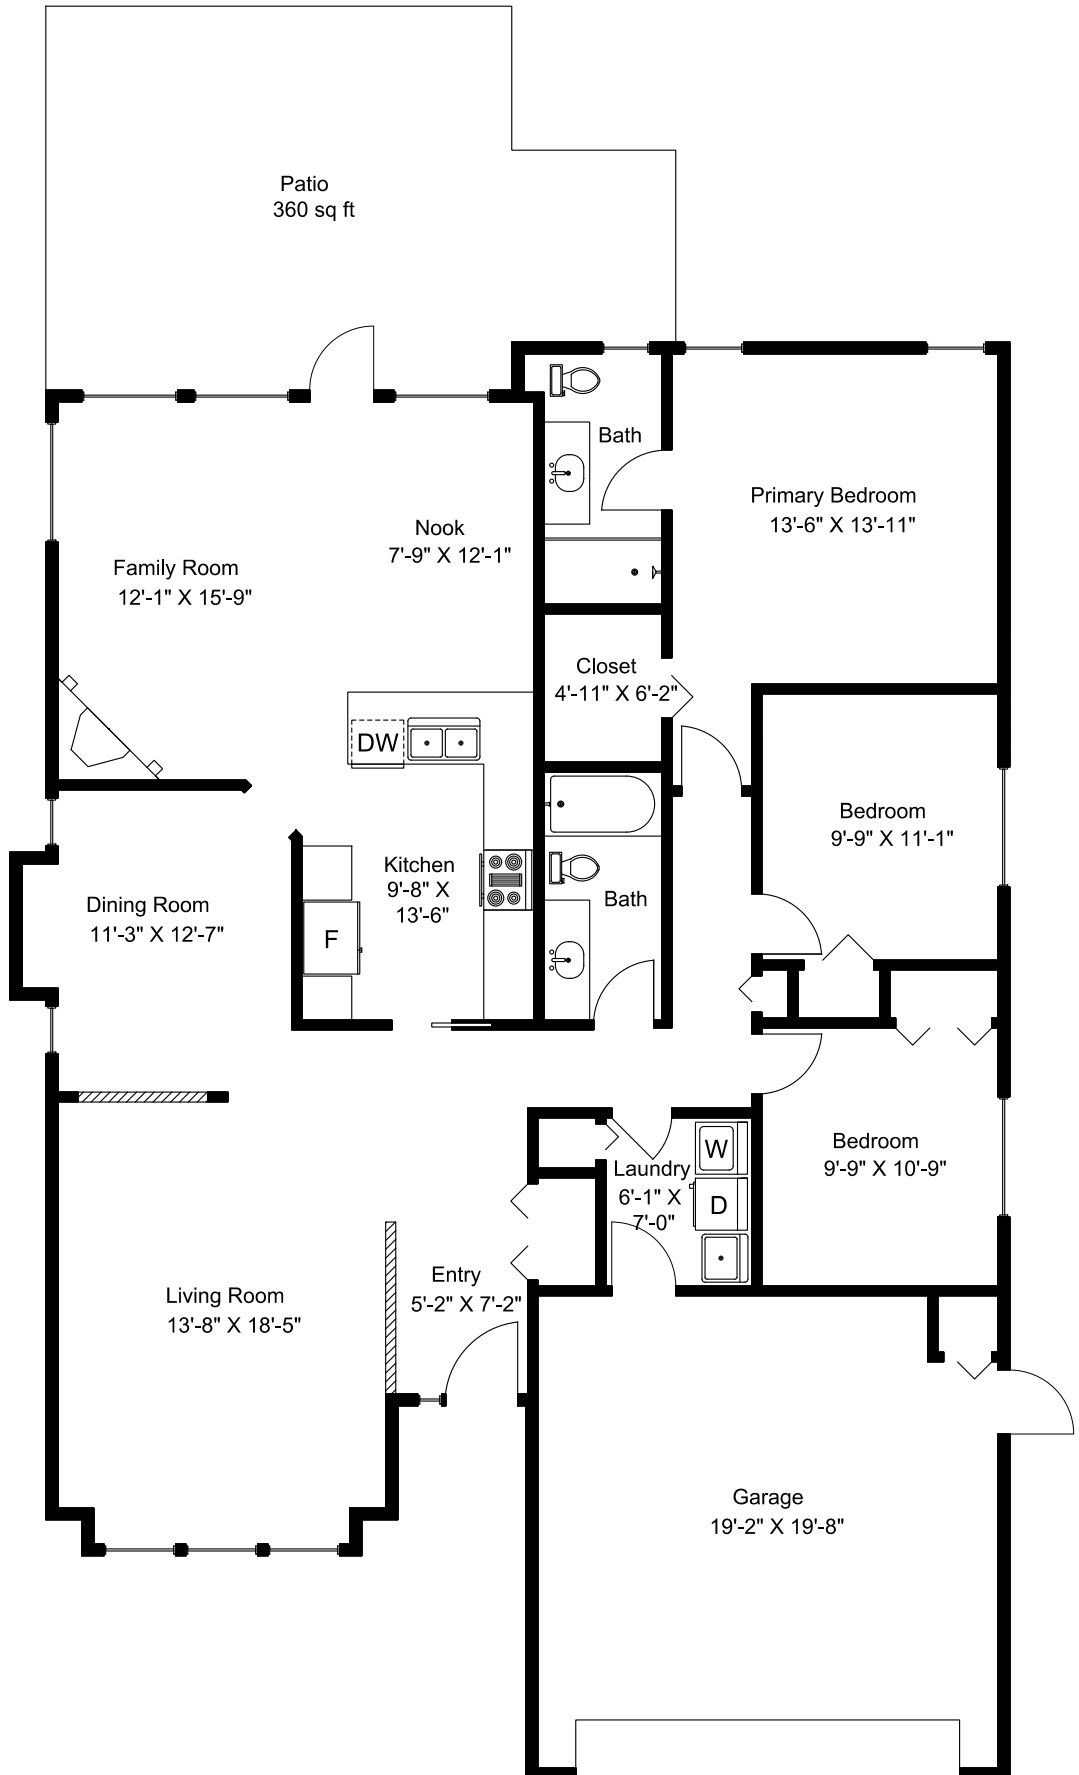 Patio
360 sq ft
Bath
Primary Bedroom
13'-6" X 13'-11"
Nook
7'-9" X 12'-1"
Family Room
12'-1" X 15'-9"
Closet
4'-11" X 6'-2"
DW
Bedroom
9'-9" X 11'-1"
Kitchen
9'-8" X
13'-6"
Bath
Dining Room
11'-3" X 12'-7"
F
W
Bedroom
9'-9" X 10'-9"
Laundry
6'-1" X
7'-0"
D
Entry
5'-2" X 7'-2"
Living Room
13'-8" X 18'-5"
Garage
19'-2" X 19'-8"